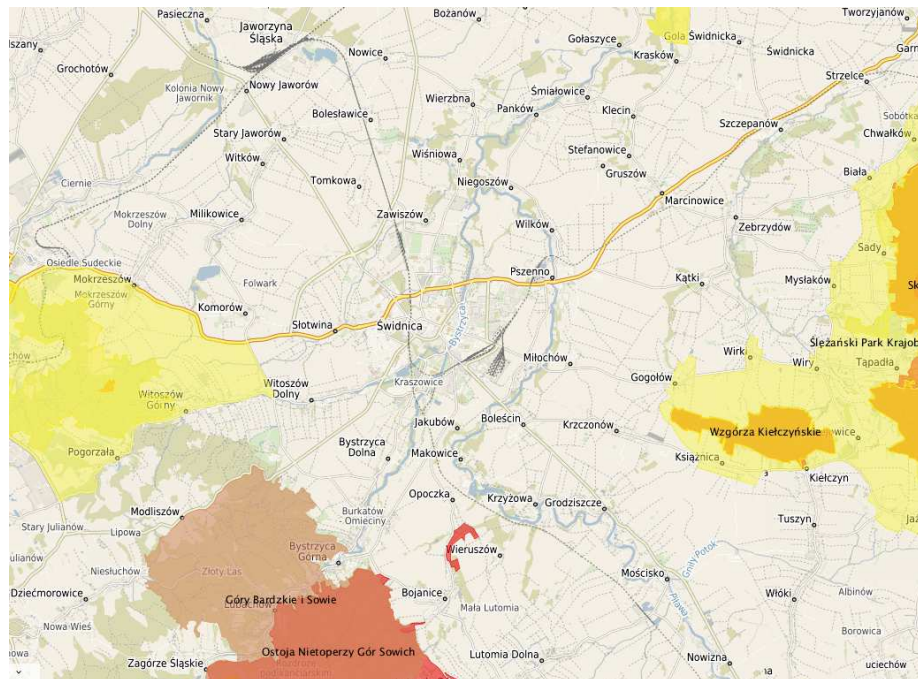 Pasieczna
Bożanów
Tworzyjanów
Jaworzyna
Śląska
Gola Świdnicka
Świdnicka
Gołaszyce
Krasków
Nowice
Grochotów
Strzelce
Kolonia Nowy
Jawornik
Nowy Jaworów
Wierzbna
Śmiałowice
Panków
Klecin
Bolesławice
Szczepanów
Sobótka
Chwałków
Stary Jaworów
Witków
Wiśniowa
Stefanowice
Gruszów
Biała
Ciernie
Tomkowa
Niegoszów
Marcinowice
Mokrzeszów
Dolny
Milikowice
Zawiszów
Wilków
Zebrzydów
Sady
Osiedle Sudeckie
Mokrzeszów
Mokrzeszów
Górny
Folwark
Pszenno
Kątki
Mysłaków
Komorów
Słotwina
Świdnica
Bystrzyca
Wirki
Wiry
Ślężański Park Krajob
Tąpadła
Miłochów
Kraszowice
Gogołów
Witoszów
Dolny
Witoszów
Górny
Jakubów
Boleścin
Krzczonów
Wzgórza Kiełczyńskie
Pogorzała
Bystrzyca
Dolna
Makowice
Książnica
Kiełczyn
Opoczka
Krzyżowa
Grodziszcze
Modliszów
Burkatów
Omieciny
Tuszyn
Stary Julianów
Lipowa
Bystrzyca
Górna
Wieruszów
Gniły Potok
Niesłuchów
Złoty Las
Mościsko
Dziećmorowice
Góry Bardzkie i Sowie
Lubachów
Bojanice
Mała Lutomia
Piława
Włóki
Albinów
Nowa Wieś
Borowica
Ostoja Nietoperzy Gór Sowich
Zagórze Śląskie
Lutomia Dolna
Nowizna
uciechów